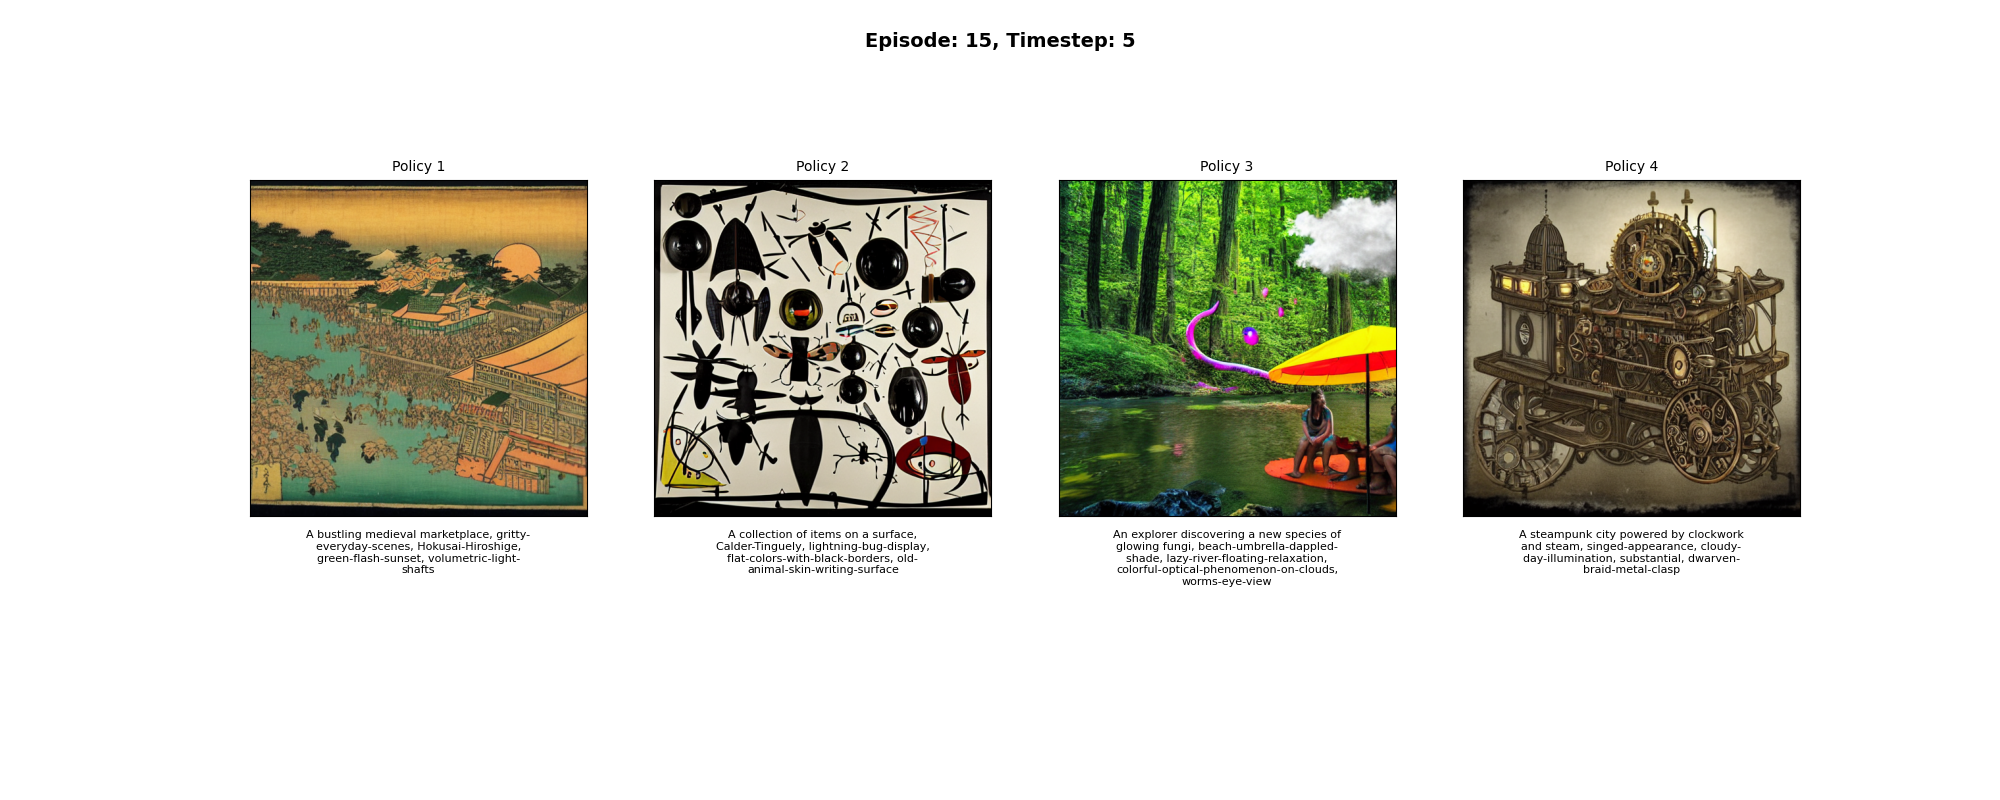 Episode: 15, Timestep: 5
Policy 1
A bustling medieval marketplace, gritty-
everyday-scenes, Hokusai-Hiroshige,
green-flash-sunset, volumetric-light-
shafts
Policy 2
A collection of items on a surface,
Calder-Tinguely, lightning-bug-display,
flat-colors-with-black-borders, old-
animal-skin-writing-surface
Policy 3
An explorer discovering a new species of
glowing fungi, beach-umbrella-dappled-
shade, lazy-river-floating-relaxation,
colorful-optical-phenomenon-on-clouds,
worms-eye-view
Policy 4
A steampunk city powered by clockwork
and steam, singed-appearance, cloudy-
day-illumination, substantial, dwarven-
braid-metal-clasp